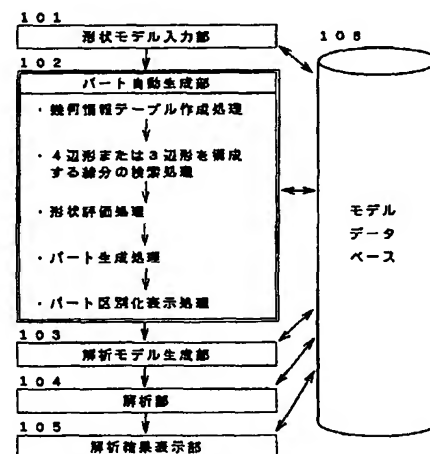 101
形状モデル入力部
102
パート自動生成部
・幾何情報テーブル作成処理
・4辺形または3辺形を構成
する線分の検索処理
・形状評価処理
・パート生成処理
・パート区別化表示処理
103
解析モデル生成部
104
解析部
105
解析結果表示部
106
モデル
データ
ベース